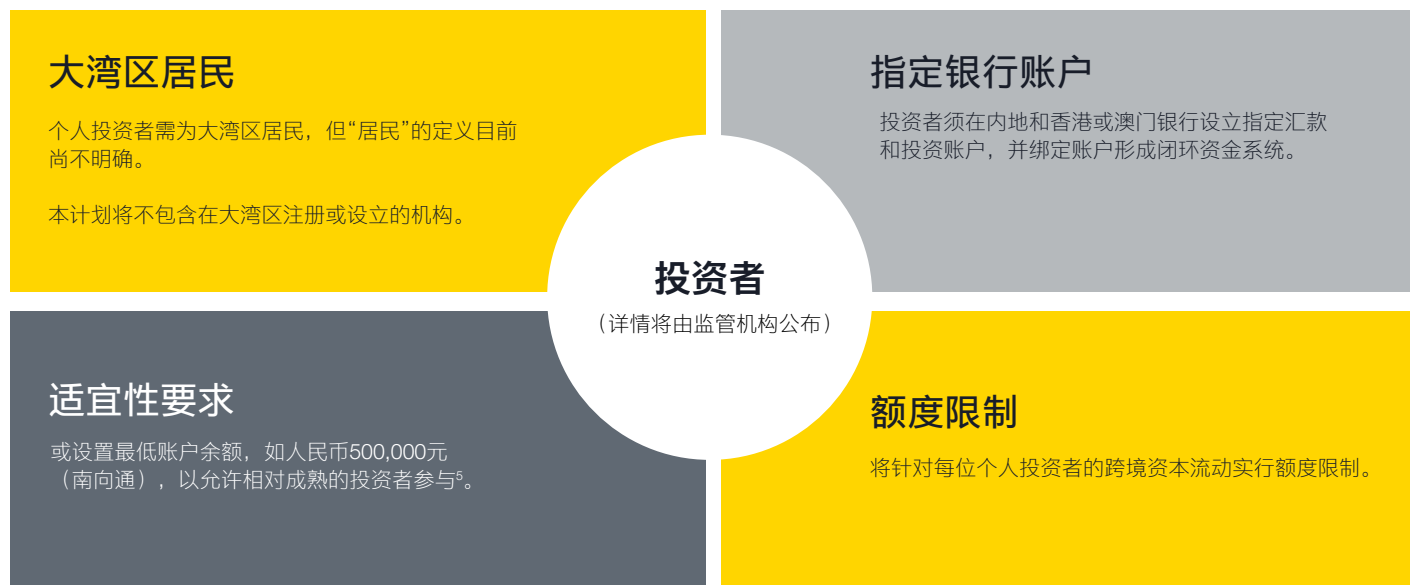 大湾区居民
个人投资者需为大湾区居民，但“居民”的定义目前
尚不明确。
本计划将不包含在大湾区注册或设立的机构。
指定银行账户
投资者须在内地和香港或澳门银行设立指定汇款
和投资账户，并绑定账户形成闭环资金系统。
投资者
（详情将由监管机构公布）
适宜性要求
或设置最低账户余额，如人民币500,000元
（南向通），以允许相对成熟的投资者参与⁵。
额度限制
将针对每位个人投资者的跨境资本流动实行额度限制。